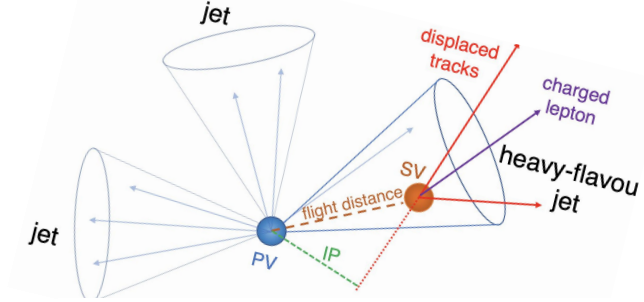 jet
displaced
tracks
charged
lepton
SV
heavy-flavou
jet
flight distance
jet
PV
IP